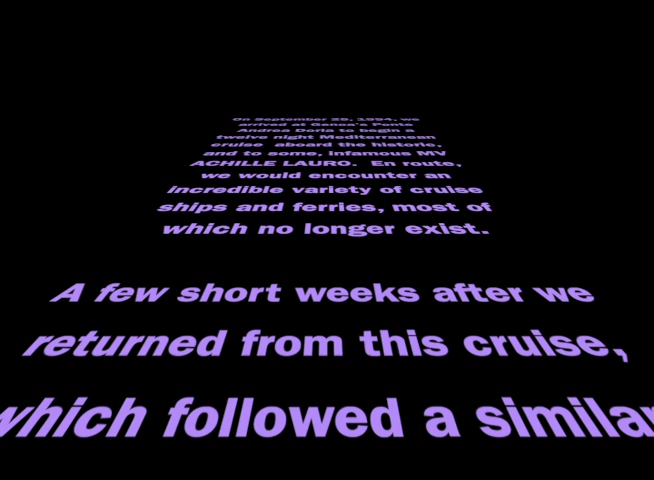 On September 25, 1994, we
arrived at Genoa's Ponte
Andrea Doria to begin a
twelve night Mediterranean
cruise aboard the historic,
and to some, infamous MV
ACHILLE LAURO. En route,
we would encounter an
incredible variety of cruise
ships and ferries, most of
which no longer exist.
A few short weeks after we
returned from this cruise,
which followed a similar